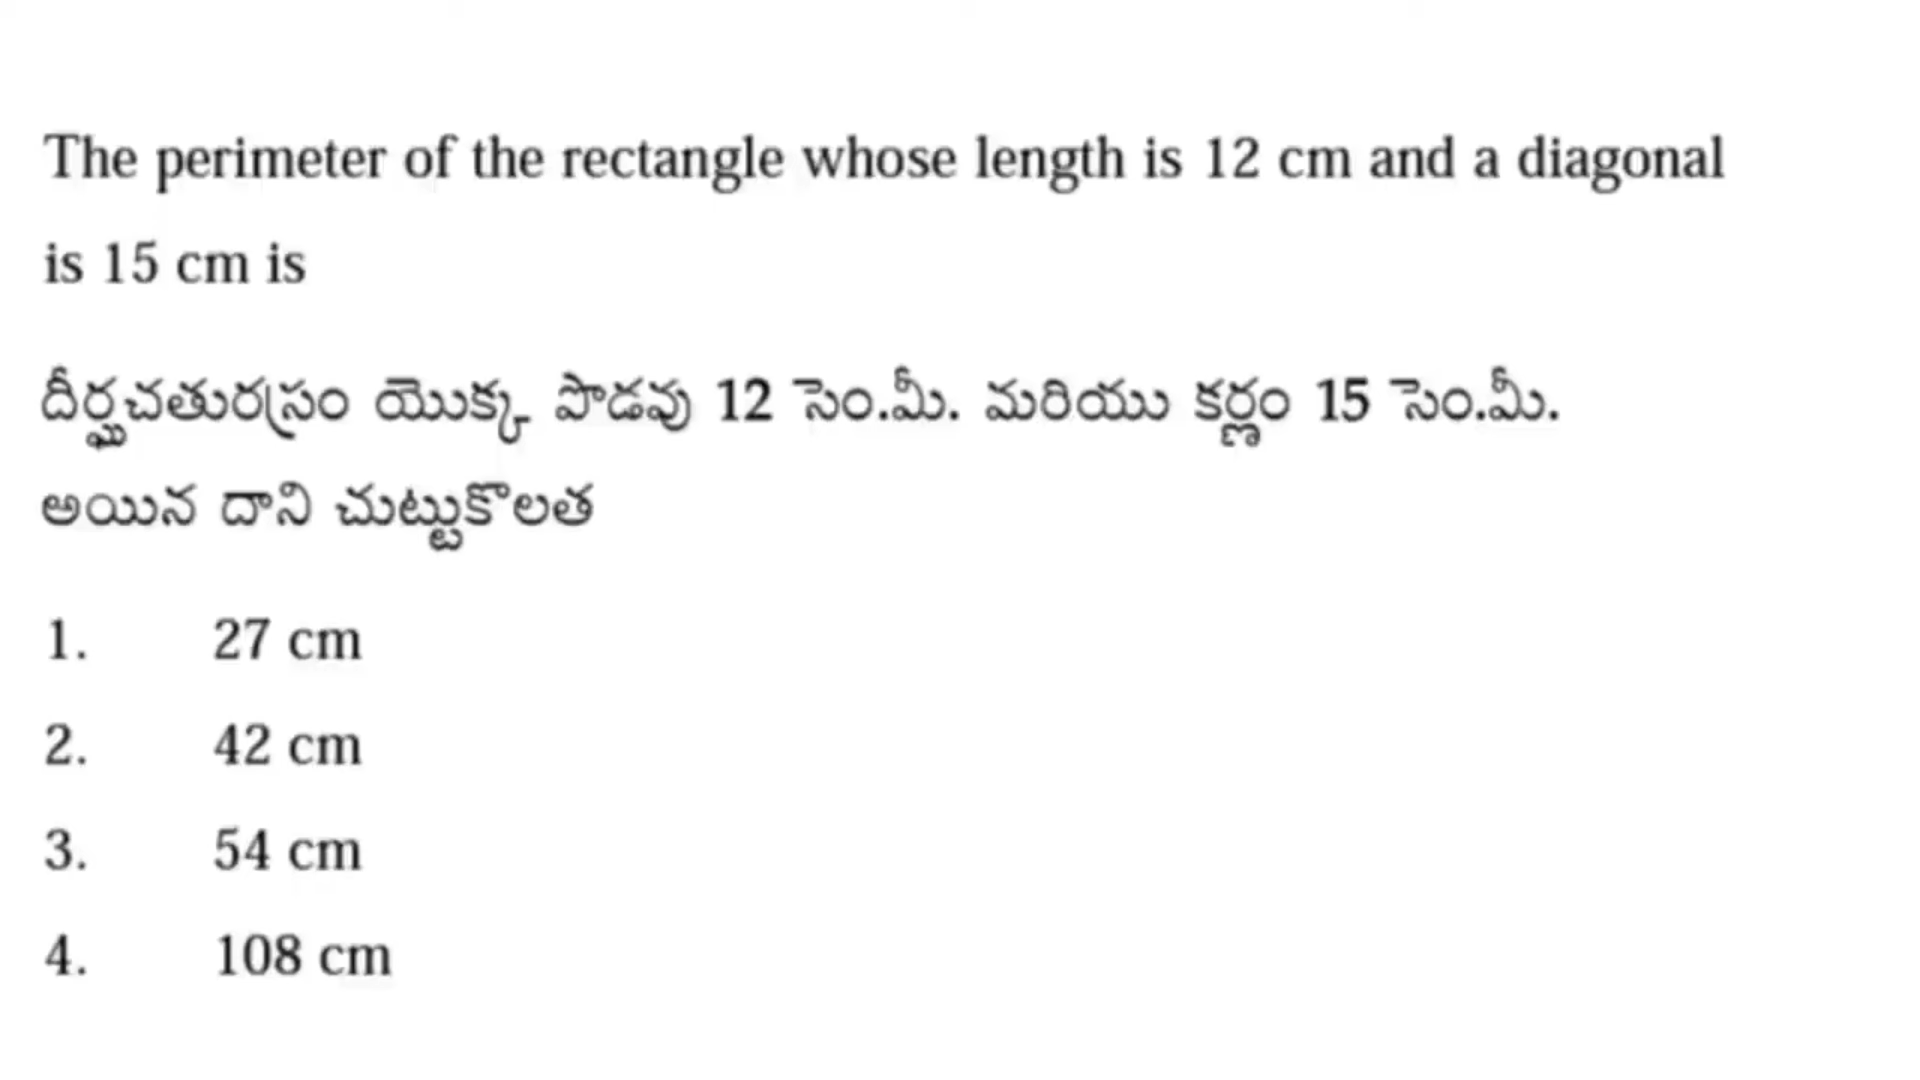 The perimeter of the rectangle whose length is 12 cm and a diagonal
is 15 cm is
దీర్ఘచతురస్రం యొక్క పొడవు 12 సెం.మీ. మరియు కర్ణం 15 సెం.మీ.
అయిన దాని చుట్టుకొలత
1. 27 cm
2. 42 cm
3. 54 cm
4. 108 cm